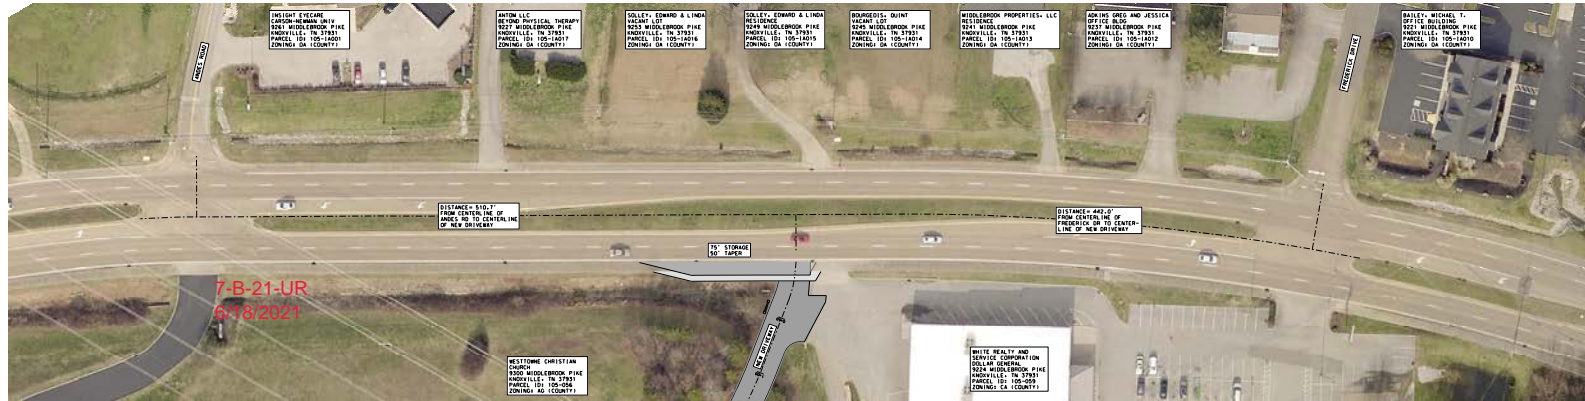 INSIGHT EYECARE
CARSON-NEWMAN UNIV
KNOXVILLE, TN 37931
PARCEL ID: 105-IA001
ZONING: OA (COUNTY)
ANTOM LLC
BEYOND PHYSICAL THERAPY
9227 MIDDLEBROOK PIKE
KNOXVILLE, TN 37931
PARCEL ID: 105-IA017
ZONING: OA (COUNTY)
SOLLEY, EDWARD & LINDA
VACANT LOT
9253 MIDDLEBROOK PIKE
KNOXVILLE, TN 37931
PARCEL ID: 105-IA016
ZONING: OA (COUNTY)
SOLLEY, EDWARD & LINDA
RESIDENCE
9249 MIDDLEBROOK PIKE
KNOXVILLE, TN 37931
PARCEL ID: 105-IA015
ZONING: OA (COUNTY)
BOURGEOIS, QUINT
VACANT LOT
9245 MIDDLEBROOK PIKE
KNOXVILLE, TN 37931
PARCEL ID: 105-IA014
ZONING: OA (COUNTY)
MIDDLEBROOK PROPERTIES, LLC
RESIDENCE
9241 MIDDLEBROOK PIKE
KNOXVILLE, TN 37931
PARCEL ID: 105-IA013
ZONING: OA (COUNTY)
ADKINS GREG AND JESSICA
OFFICE BLDG
9237 MIDDLEBROOK PIKE
KNOXVILLE, TN 37931
PARCEL ID: 105-IA012
ZONING: OA (COUNTY)
BAILEY, MICHAEL T.
OFFICE BUILDING
9221 MIDDLEBROOK PIKE
KNOXVILLE, TN 37931
PARCEL ID: 105-IA010
ZONING: OA (COUNTY)
ANDES ROAD
FREDERICK DRIVE
DISTANCE= 510.7'
FROM CENTERLINE OF
ANDES RD TO CENTERLINE
OF NEW DRIVEWAY
DISTANCE= 442.0'
FROM CENTERLINE OF
FREDERICK DR TO CENTER-
LINE OF NEW DRIVEWAY
75' STORAGE
50' TAPER
7-B-21-UR
6/18/2021
NEW DRIVEWAY
WESTTOWNE CHRISTIAN
CHURCH
9300 MIDDLEBROOK PIKE
KNOXVILLE, TN 37931
PARCEL ID: 105-056
ZONING: AG (COUNTY)
WHITE REALTY AND
SERVICE CORPORATION
DOLLAR GENERAL
9224 MIDDLEBROOK PIKE
KNOXVILLE, TN 37931
PARCEL ID: 105-059
ZONING: CA (COUNTY)